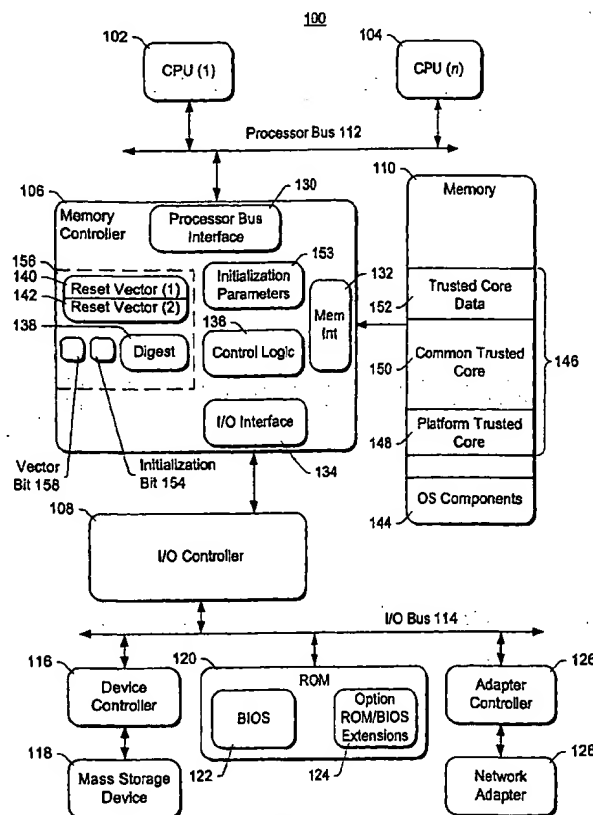 100
102
CPU (1)
104
CPU (n)
Processor Bus 112
106
Memory
Controller
130
Processor Bus
Interface
110
Memory
156
140
Reset Vector (1)
142
Reset Vector (2)
138
Digest
153
Initialization
Parameters
136
Control Logic
132
Mem
Int
I/O Interface
134
152
Trusted Core
Data
150
Common Trusted
Core
146
148
Platform Trusted
Core
OS Components
144
Vector
Bit 158
Initialization
Bit 154
108
I/O Controller
I/O Bus 114
116
Device
Controller
118
Mass Storage
Device
120
ROM
BIOS
122
Option
ROM/BIOS
Extensions
124
126
Adapter
Controller
128
Network
Adapter